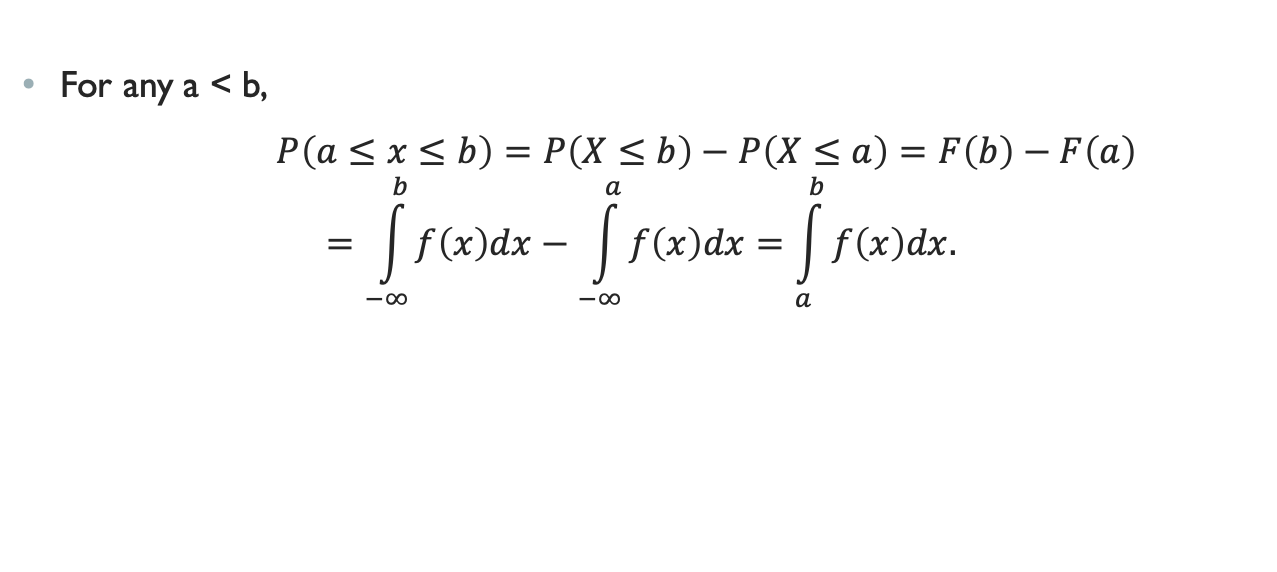 • For any a < b,
P(a ≤ x ≤ b) = P(X ≤ b) − P(X ≤ a) = F(b) − F(a)
= ∫_{−∞}^{b} f(x)dx − ∫_{−∞}^{a} f(x)dx = ∫_{a}^{b} f(x)dx.